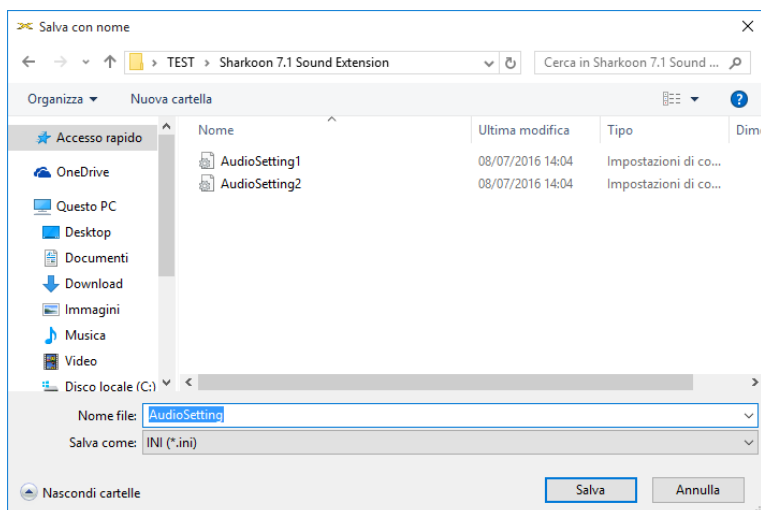 Salva con nome
TEST > Sharkoon 7.1 Sound Extension
Cerca in Sharkoon 7.1 Sound ...
Organizza
Nuova cartella
Accesso rapido
OneDrive
Questo PC
Desktop
Documenti
Download
Immagini
Musica
Video
Disco locale (C:)
Nome Ultima modifica Tipo Dim
AudioSetting1 08/07/2016 14:04 Impostazioni di co...
AudioSetting2 08/07/2016 14:04 Impostazioni di co...
Nome file: AudioSetting
Salva come: INI (*.ini)
Nascondi cartelle
Salva
Annulla